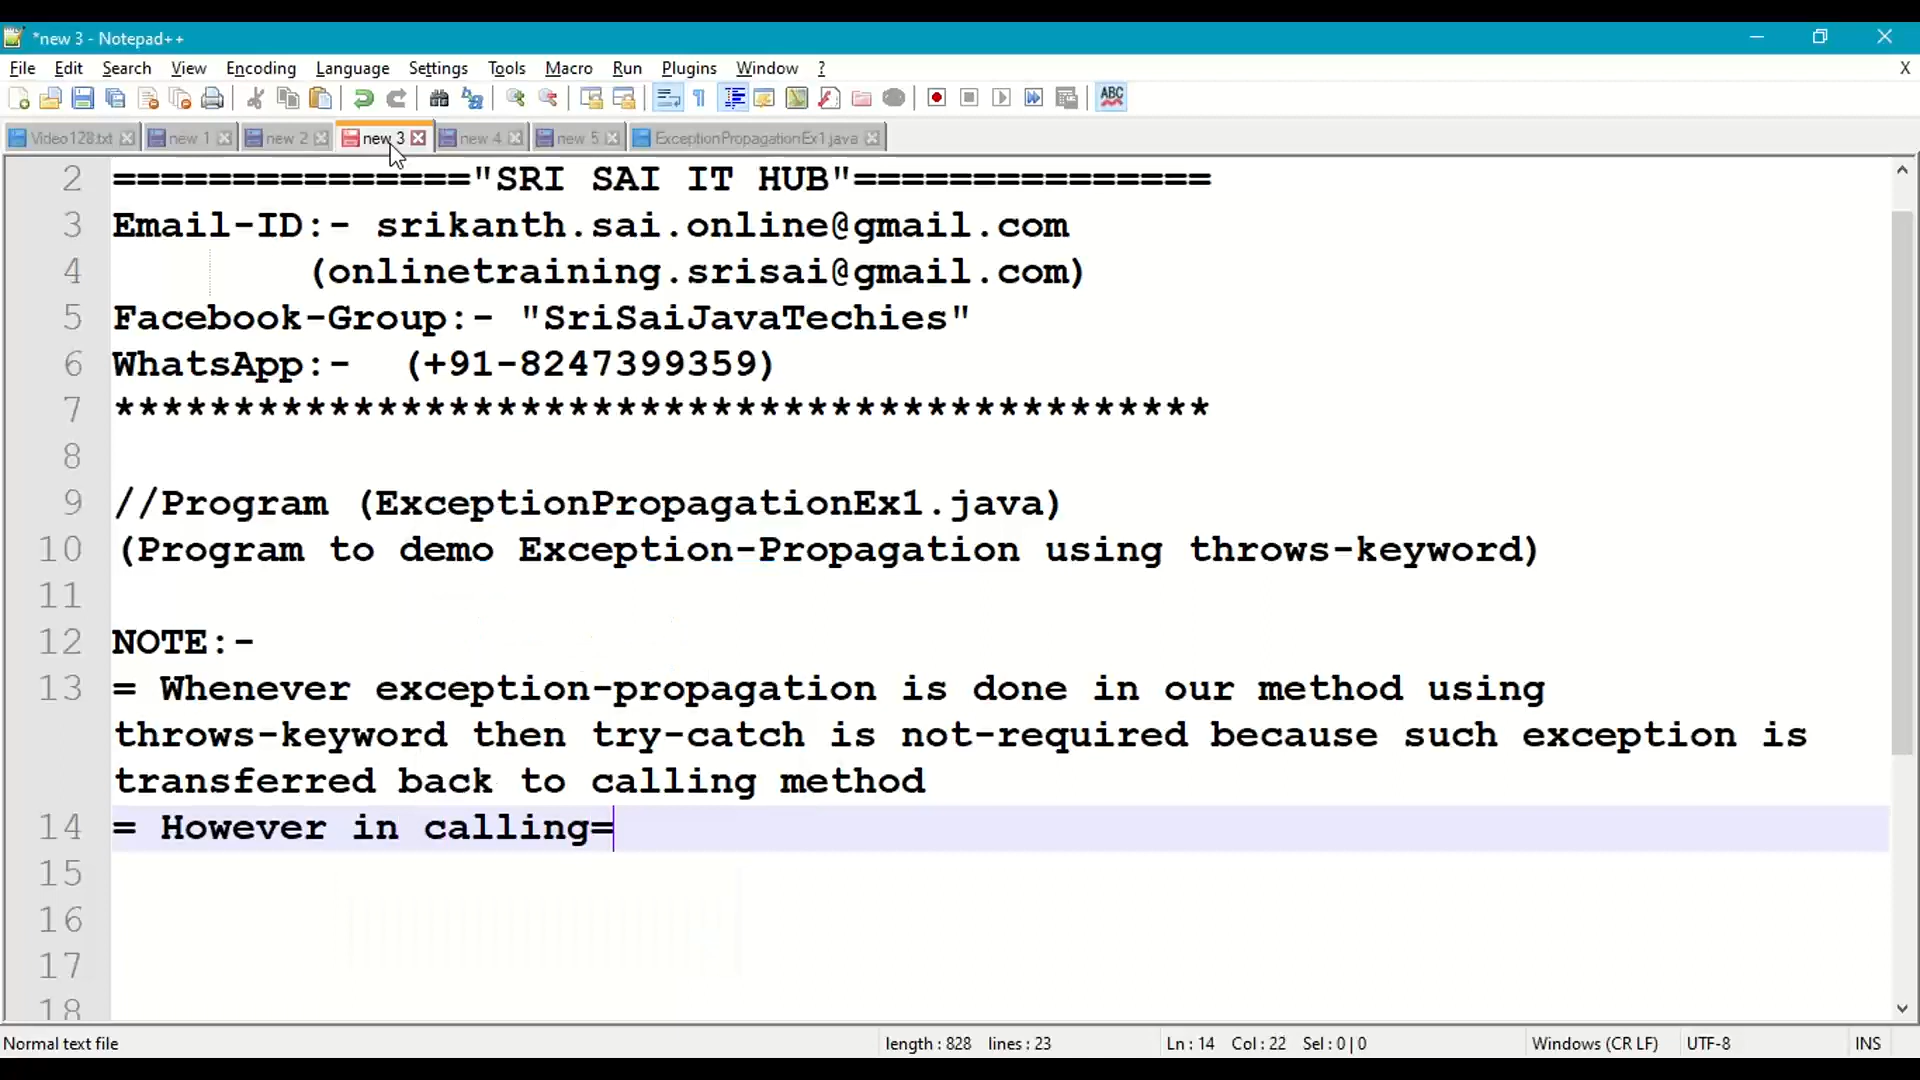 *new 3 - Notepad++
File Edit Search View Encoding Language Settings Tools Macro Run Plugins Window ? X
Video128.txt new 1 new 2 new 3 new 4 new 5 ExceptionPropagationEx1.java
2 ==============="SRI SAI IT HUB"===============
3 Email-ID:- srikanth.sai.online@gmail.com
4 (onlinetraining.srisai@gmail.com)
5 Facebook-Group:- "SriSaiJavaTechies"
6 WhatsApp:- (+91-8247399359)
7 **********************************************
8
9 //Program (ExceptionPropagationEx1.java)
10 (Program to demo Exception-Propagation using throws-keyword)
11
12 NOTE:-
13 = Whenever exception-propagation is done in our method using
throws-keyword then try-catch is not-required because such exception is
transferred back to calling method
14 = However in calling=
15
16
17
18
Normal text file length : 828 lines : 23 Ln : 14 Col : 22 Sel : 0 | 0 Windows (CR LF) UTF-8 INS